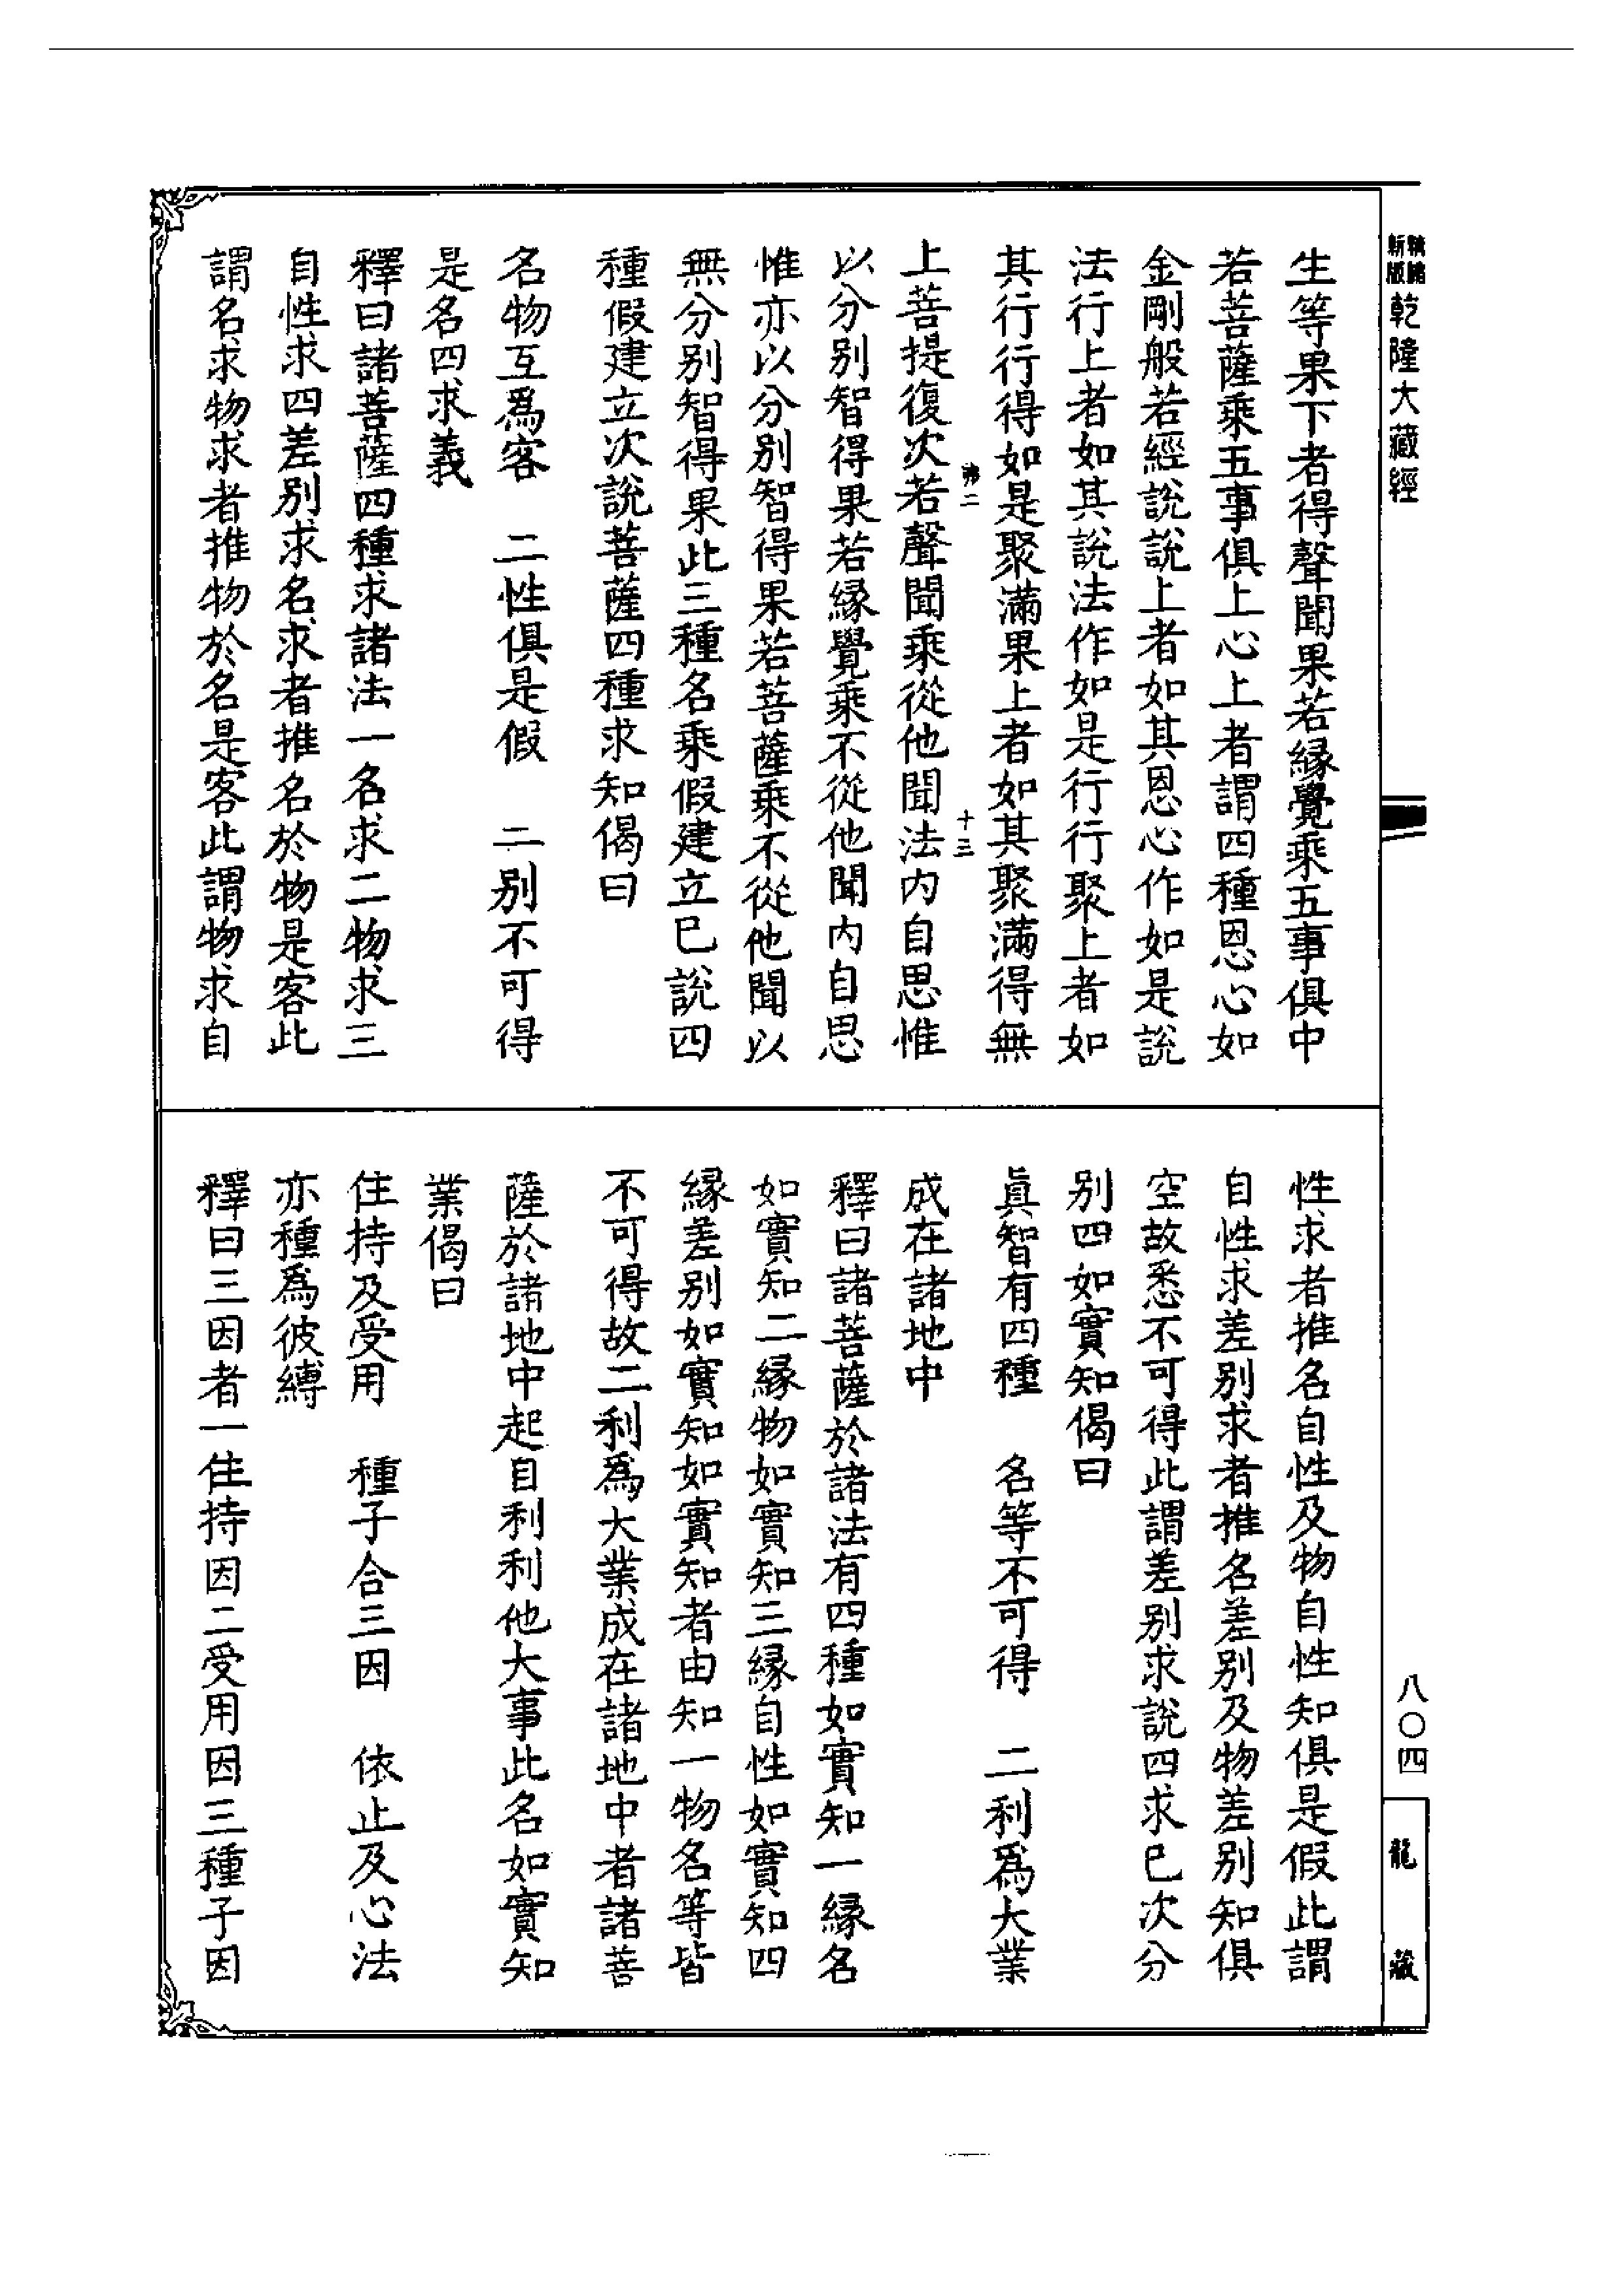 新版
精縮
乾隆大藏經
生等果下者得聲聞果若緣覺乘五事俱中
若菩薩乘五事俱上心上者謂四種恩心如
金剛般若經說說上者如其恩心作如是說
法行上者如其說法作如是行行聚上者如
其行行得如是聚滿果上者如其聚滿得無
十三
上菩提復次若聲聞乘從他聞法内自思惟
以分别智得果若緣覺乘不從他聞内自思
惟亦以分别智得果若菩薩乘不從他聞以
無分别智得果此三種名乘假建立已說四
種假建立次說菩薩四種求知偈曰
名物互爲客　二性俱是假　二别不可得
是名四求義
釋曰諸菩薩四種求諸法一名求二物求三
自性求四差别求名求者推名於物是客此
謂名求物求者推物於名是客此謂物求自
性求者推名自性及物自性知俱是假此謂
自性求差别求者推名差别及物差别知俱
空故悉不可得此謂差别求說四求已次分
别四如實知偈曰
眞智有四種　名等不可得　二利爲大業
成在諸地中
釋曰諸菩薩於諸法有四種如實知一緣名
如實知二緣物如實知三緣自性如實知四
緣差别如實知如實知者由知一物名等皆
不可得故二利爲大業成在諸地中者諸菩
薩於諸地中起自利利他大事此名如實知
業偈曰
住持及受用　種子合三因　依止及心法
亦種爲彼縛
釋曰三因者一住持因二受用因三種子因
八〇四
龍藏